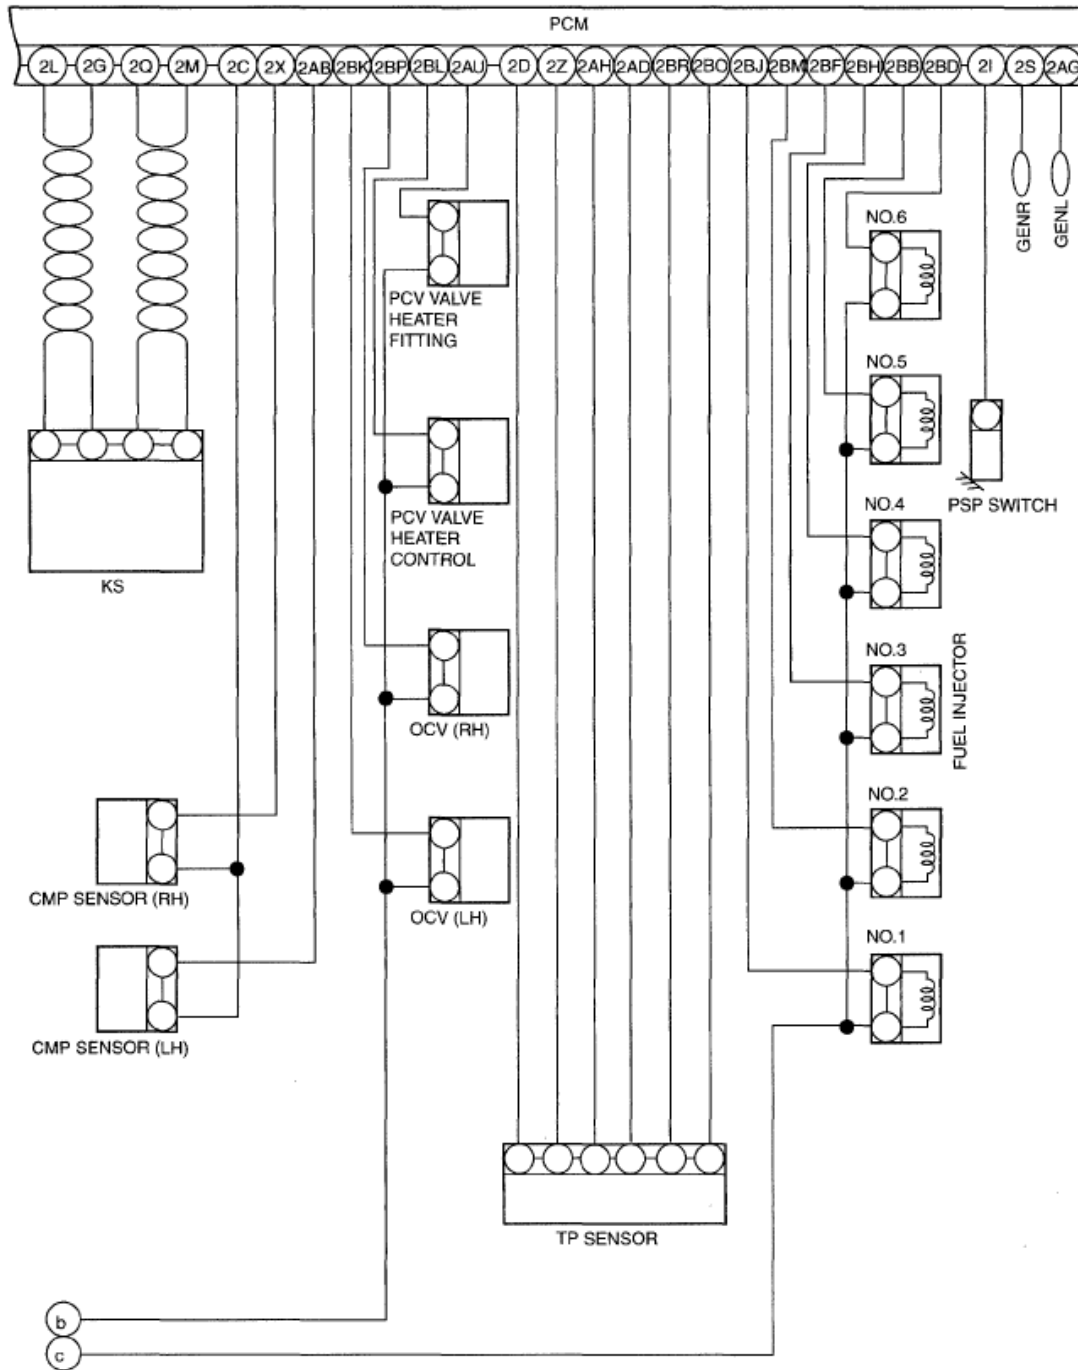 PCM
2L 2G 2Q 2M 2C 2X 2AB 2BK 2BP 2BL 2AU 2D 2Z 2AH 2AD 2BR 2BO 2BJ 2BM 2BF 2BH 2BB 2BD 2I 2S 2AG
GENR
GENL
NO.6
PCV VALVE
HEATER
FITTING
NO.5
PSP SWITCH
NO.4
PCV VALVE
HEATER
CONTROL
KS
NO.3
FUEL INJECTOR
OCV (RH)
NO.2
CMP SENSOR (RH)
OCV (LH)
NO.1
CMP SENSOR (LH)
TP SENSOR
b
c